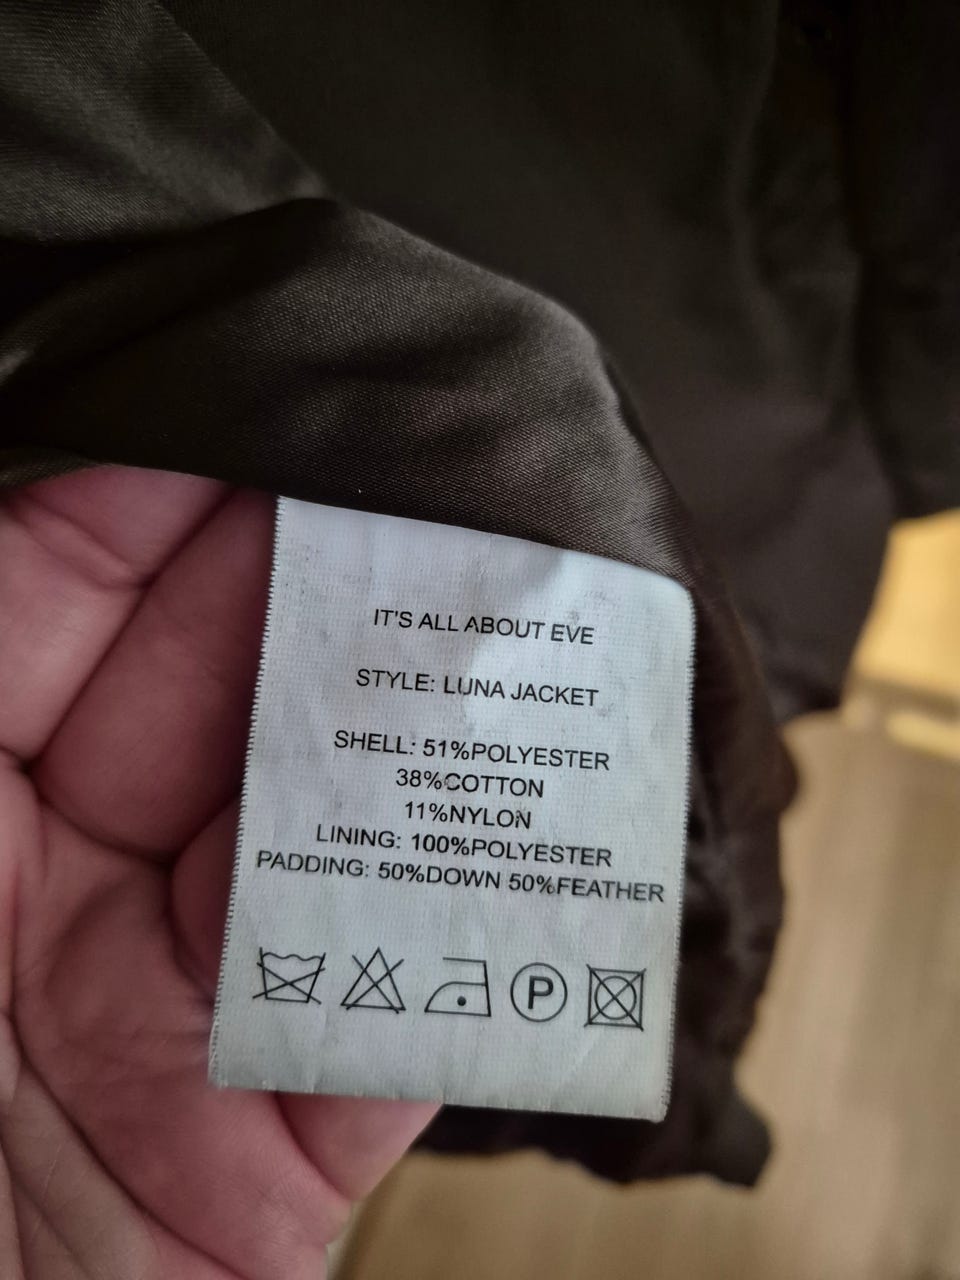 IT'S ALL ABOUT EVE
STYLE: LUNA JACKET
SHELL: 51%POLYESTER
38%COTTON
11%NYLON
LINING: 100%POLYESTER
PADDING: 50%DOWN 50%FEATHER
P